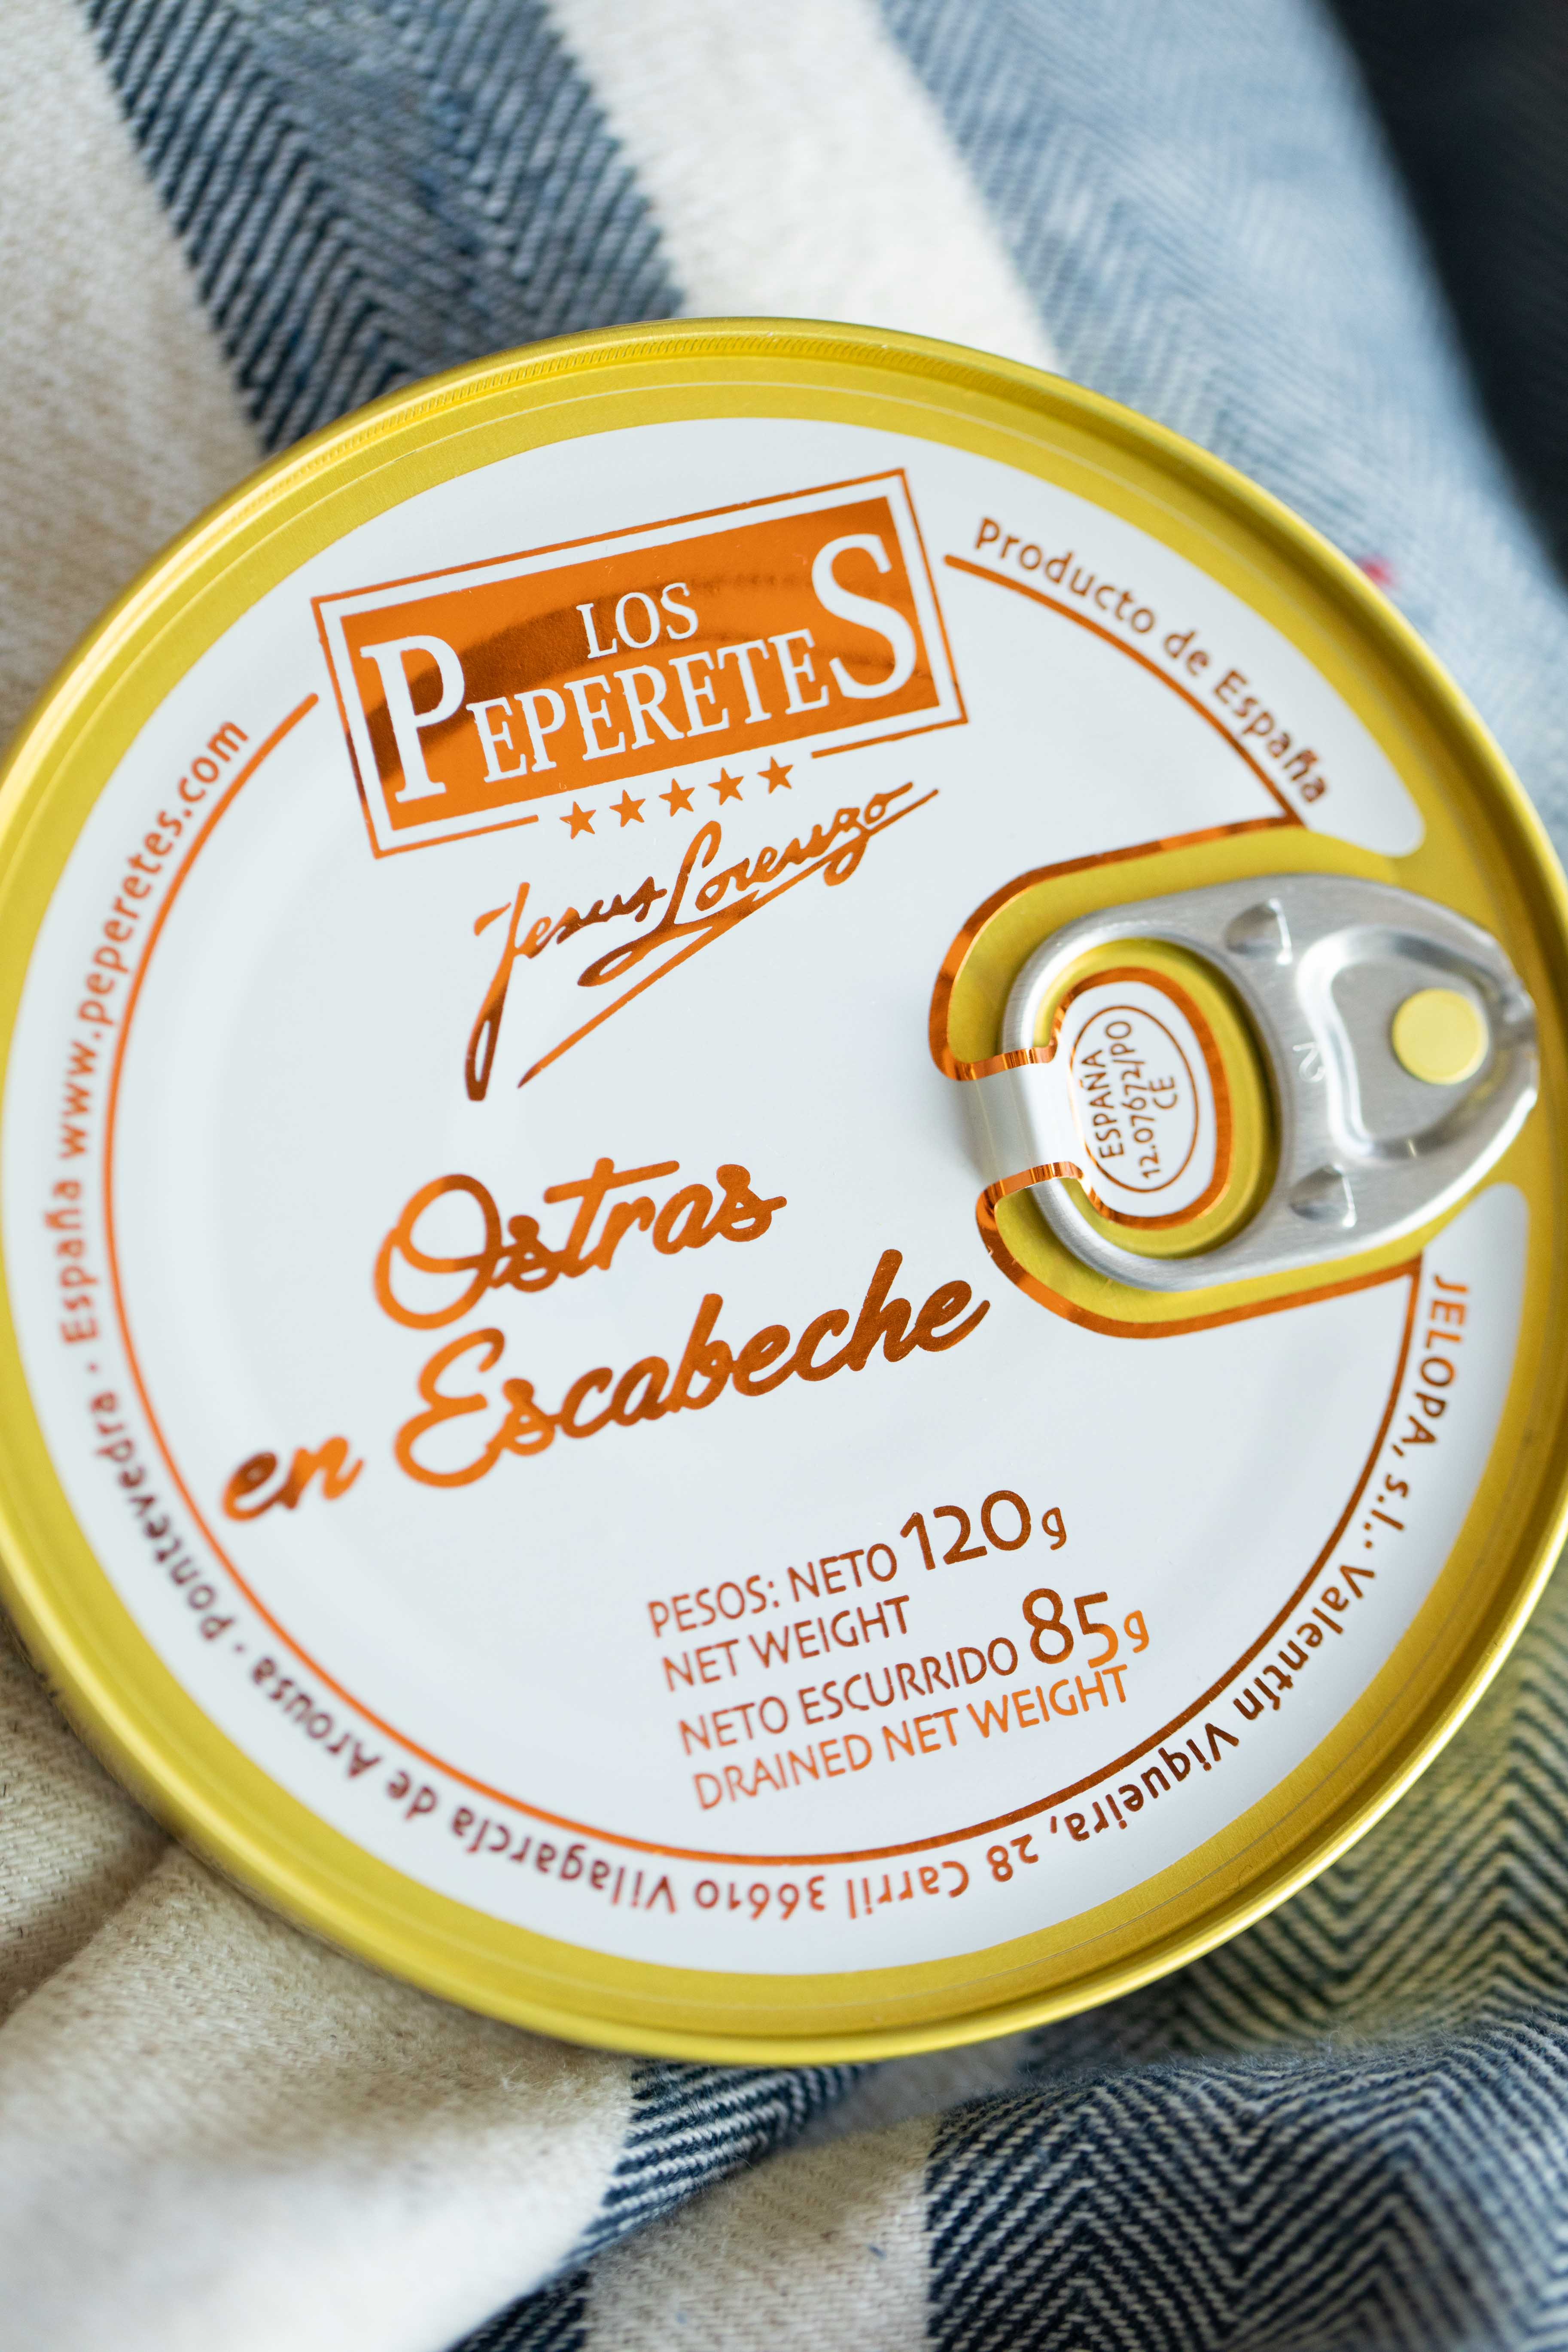 LOS
PEPERETES
Jesus Lorenzo
Producto de España
Ostras
en Escabeche
ESPAÑA
12.07672/PO
CE
PESOS: NETO 120 g
NET WEIGHT
NETO ESCURRIDO 85 g
DRAINED NET WEIGHT
JELOPA, s.l. · Valentín Viqueira, 28 Carril 36610 Vilagarcía de Arousa · Pontevedra · España www.peperetes.com